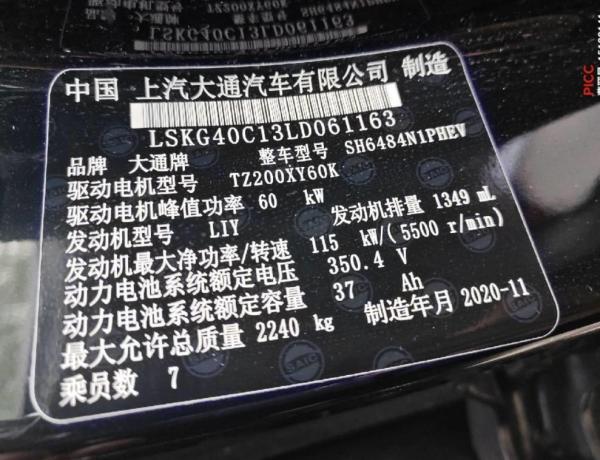 TZ200XY60K
SH6484N1PHEV
LSKG40C13LD061163
PICC
中国 上汽大通汽车有限公司 制造
LSKG40C13LD061163
品牌 大通牌 整车型号 SH6484N1PHEV
驱动电机型号 TZ200XY60K
驱动电机峰值功率 60 kW
发动机型号 LIY 发动机排量 1349 mL
发动机最大净功率/转速 115 kW/(5500 r/min)
动力电池系统额定电压 350.4 V
动力电池系统额定容量 37 Ah
最大允许总质量 2240 kg 制造年月 2020-11
乘员数 7
SAIC